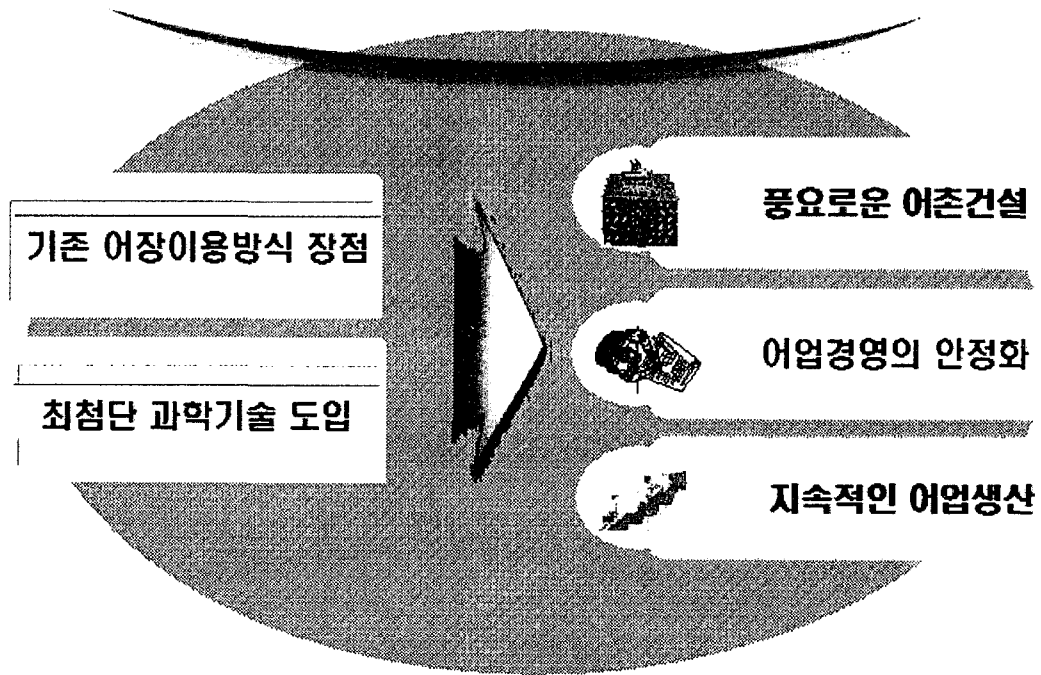 기존 어장이용방식 장점
최첨단 과학기술 도입
풍요로운 어촌건설
어업경영의 안정화
지속적인 어업생산